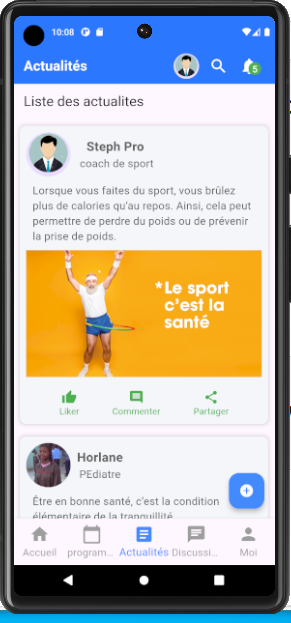 10:08
Actualités
5
Liste des actualites
Steph Pro
coach de sport
Lorsque vous faites du sport, vous brûlez
plus de calories qu'au repos. Ainsi, cela peut
permettre de perdre du poids ou de prévenir
la prise de poids.
*Le sport
c'est la
santé
Liker Commenter Partager
Horlane
PEdiatre
Être en bonne santé, c'est la condition
élémentaire de la tranquillité
Accueil program... Actualités Discussi... Moi